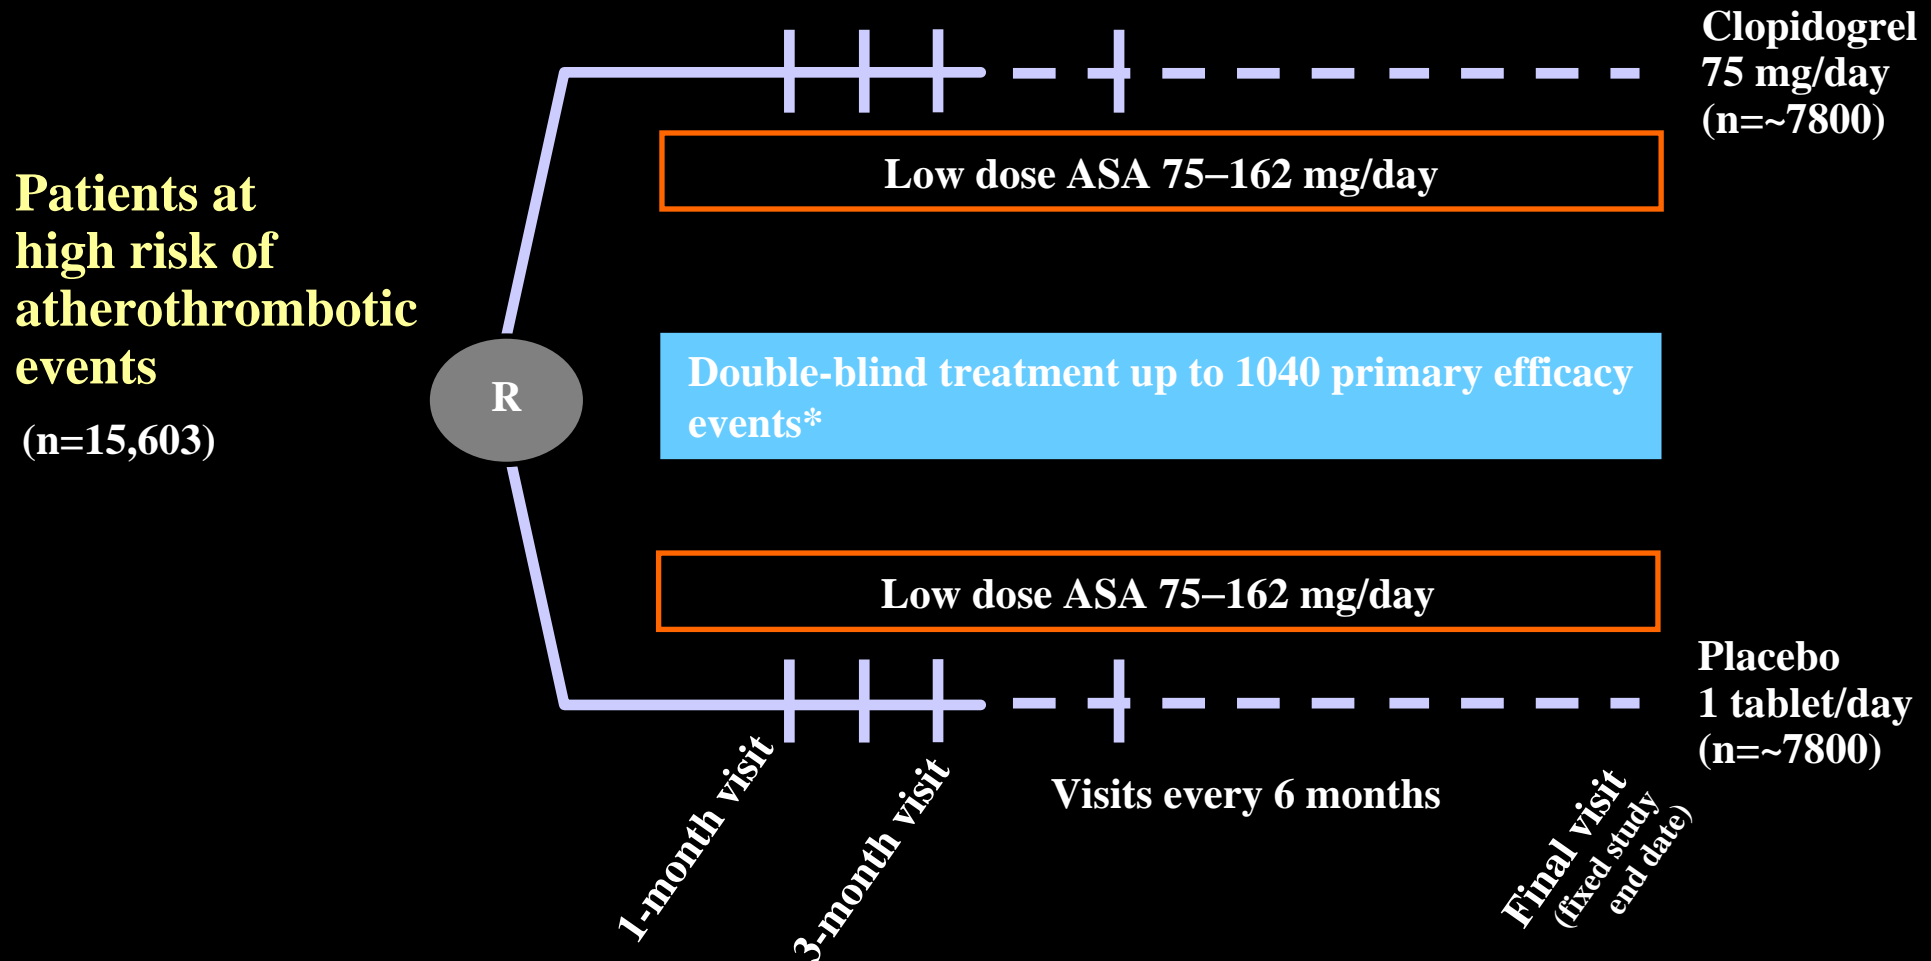 Clopidogrel
75 mg/day
(n=~7800)
Low dose ASA 75–162 mg/day
Patients at
high risk of
atherothrombotic
events
(n=15,603)
R
Double-blind treatment up to 1040 primary efficacy
events*
Low dose ASA 75–162 mg/day
Placebo
1 tablet/day
(n=~7800)
1-month visit
3-month visit
Visits every 6 months
Final visit
(fixed study
end date)